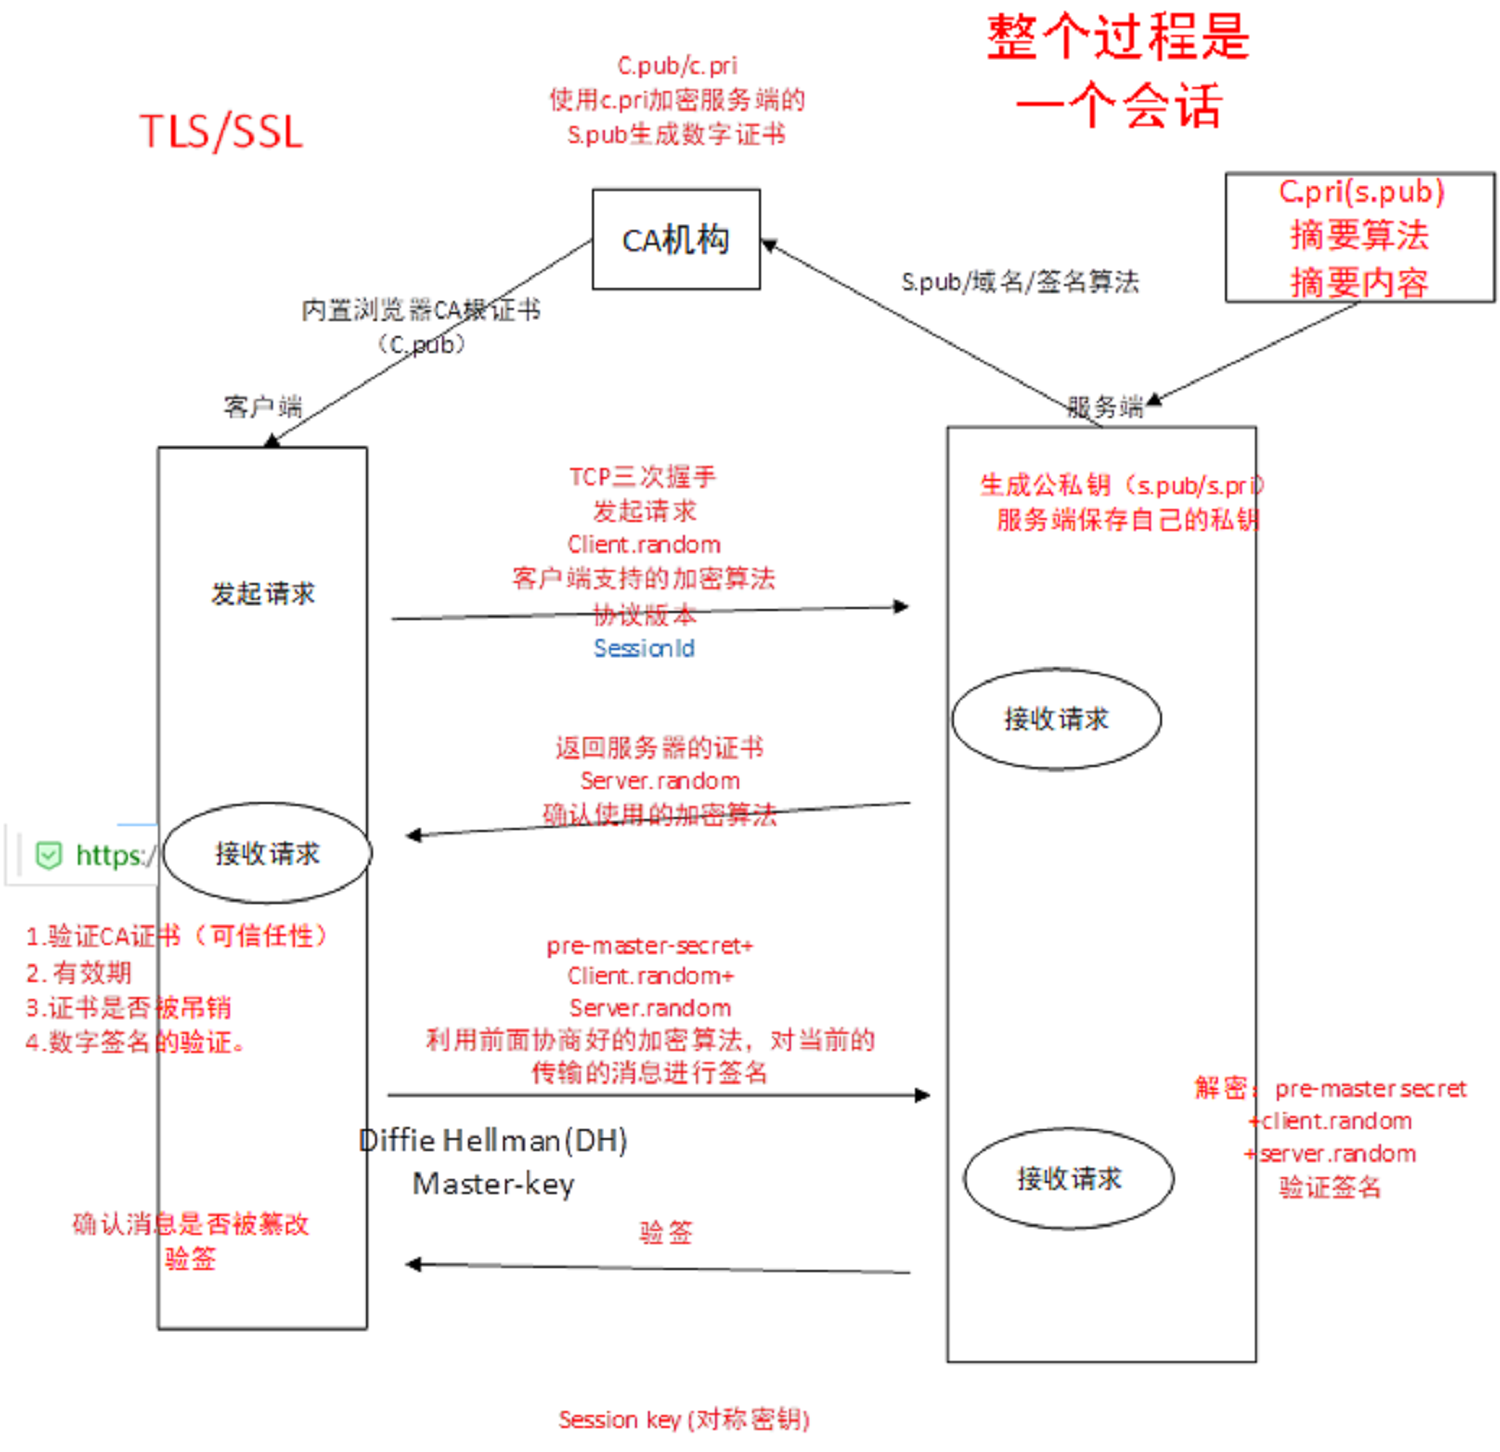 整个过程是
一个会话
C.pub/c.pri
使用c.pri加密服务端的
S.pub生成数字证书
TLS/SSL
C.pri(s.pub)
摘要算法
摘要内容
CA机构
S.pub/域名/签名算法
内置浏览器CA根证书
（C.pub）
客户端
服务端
TCP三次握手
发起请求
Client.random
客户端支持的加密算法
协议版本
SessionId
生成公私钥（s.pub/s.pri）
服务端保存自己的私钥
发起请求
接收请求
返回服务器的证书
Server.random
确认使用的加密算法
https:/
接收请求
1.验证CA证书（可信任性）
2. 有效期
3.证书是否被吊销
4.数字签名的验证。
pre-master-secret+
Client.random+
Server.random
利用前面协商好的加密算法，对当前的
传输的消息进行签名
解密：pre-master secret
+client.random
+server.random
验证签名
Diffie Hellman(DH)
Master-key
接收请求
确认消息是否被篡改
验签
验签
Session key (对称密钥)